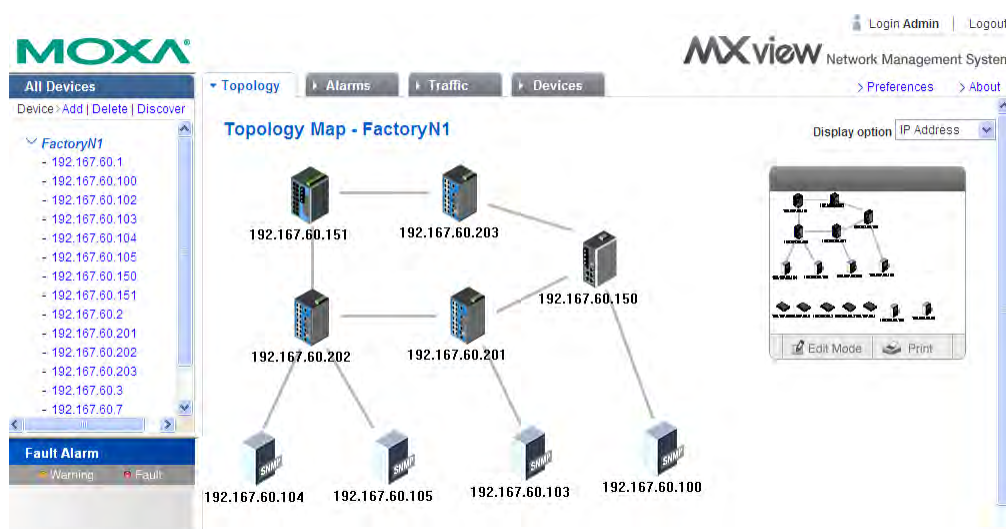 Login Admin | Logout
MOXA®
MXview Network Management System
All Devices
Topology Alarms Traffic Devices
> Preferences > About
Device > Add | Delete | Discover
Topology Map - FactoryN1
Display option IP Address
FactoryN1
- 192.167.60.1
- 192.167.60.100
- 192.167.60.102
- 192.167.60.103
- 192.167.60.104
- 192.167.60.105
- 192.167.60.150
- 192.167.60.151
- 192.167.60.2
- 192.167.60.201
- 192.167.60.202
- 192.167.60.203
- 192.167.60.3
- 192.167.60.7
192.167.60.151
192.167.60.203
192.167.60.150
192.167.60.202
192.167.60.201
SNMP
SNMP
SNMP
SNMP
192.167.60.104
192.167.60.105
192.167.60.103
192.167.60.100
Edit Mode Print
Fault Alarm
Warning Fault